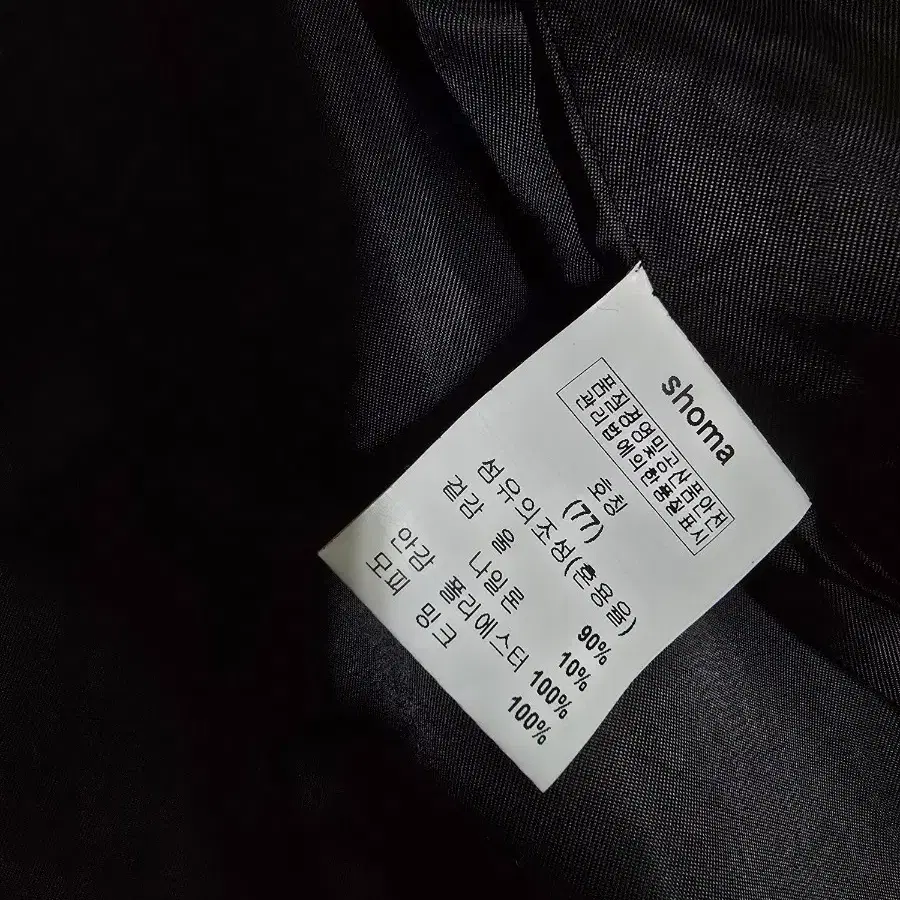 shoma
품질경영및공산품안전
관리법에의한품질표시
호칭
(77)
섬유의조성(혼용율)
겉감 울 90%
나일론 10%
안감 폴리에스터 100%
모피 밍크 100%